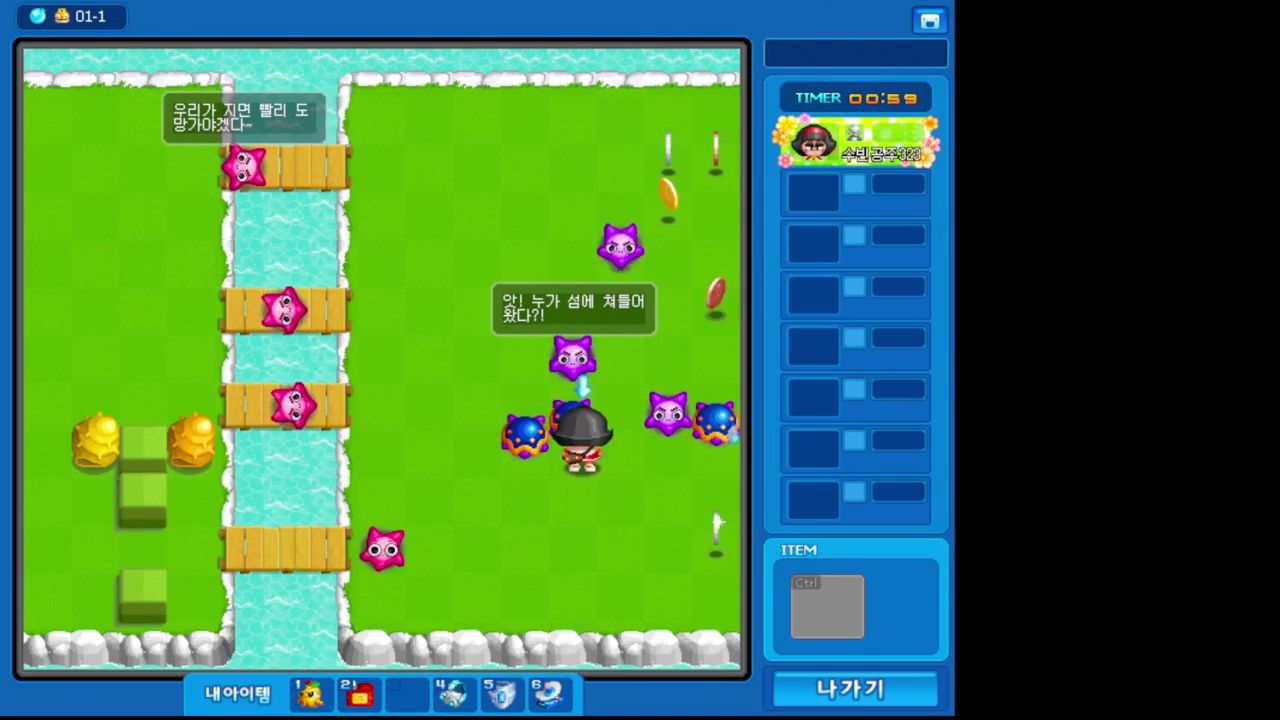 01-1
우리가 지면 빨리 도
망가야겠다~
TIMER 00:59
수빈공주323
앗! 누가 섬에 쳐들어
왔다?!
ITEM
Ctrl
내아이템 1 2 4 5 6
나가기